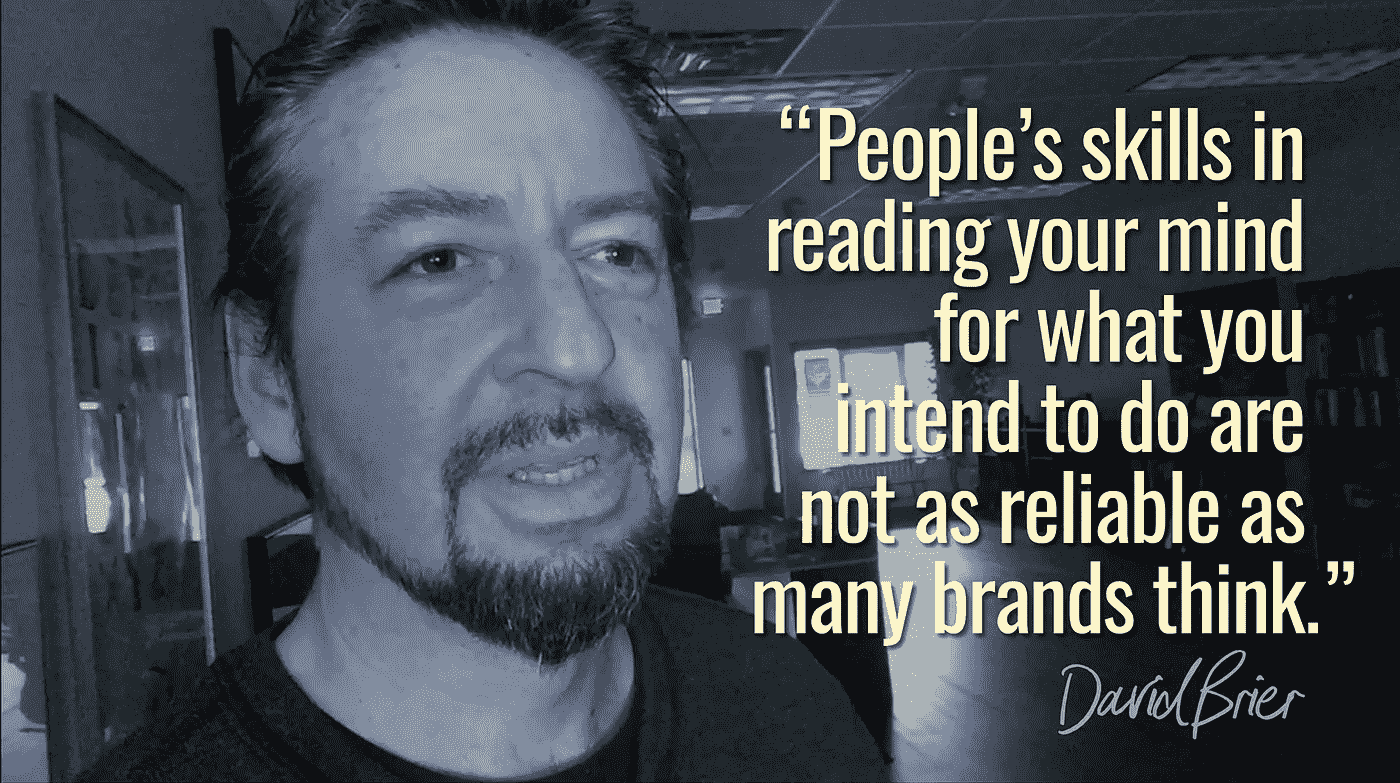 “People’s skills in
reading your mind
for what you
intend to do are
not as reliable as
many brands think.”
David Brier